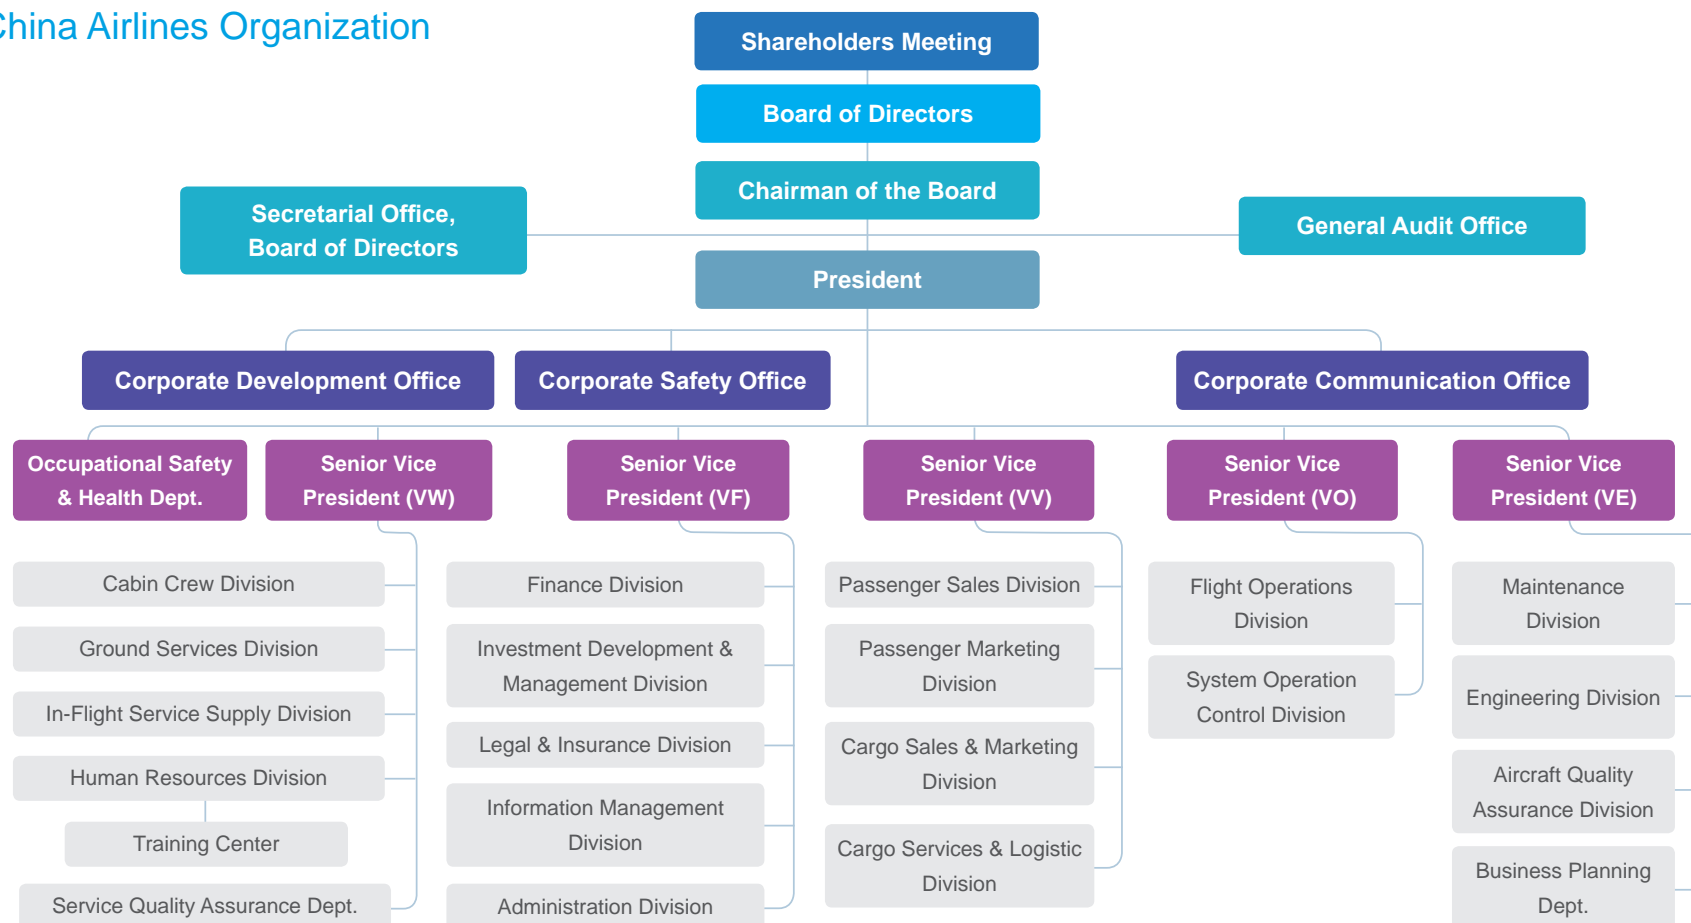 China Airlines Organization
Shareholders Meeting
Board of Directors
Chairman of the Board
Secretarial Office,
Board of Directors
General Audit Office
President
Corporate Development Office
Corporate Safety Office
Corporate Communication Office
Occupational Safety
& Health Dept.
Senior Vice
President (VW)
Senior Vice
President (VF)
Senior Vice
President (VV)
Senior Vice
President (VO)
Senior Vice
President (VE)
Cabin Crew Division
Ground Services Division
In-Flight Service Supply Division
Human Resources Division
Training Center
Service Quality Assurance Dept.
Finance Division
Investment Development &
Management Division
Legal & Insurance Division
Information Management
Division
Administration Division
Passenger Sales Division
Passenger Marketing
Division
Cargo Sales & Marketing
Division
Cargo Services & Logistic
Division
Flight Operations
Division
System Operation
Control Division
Maintenance
Division
Engineering Division
Aircraft Quality
Assurance Division
Business Planning
Dept.